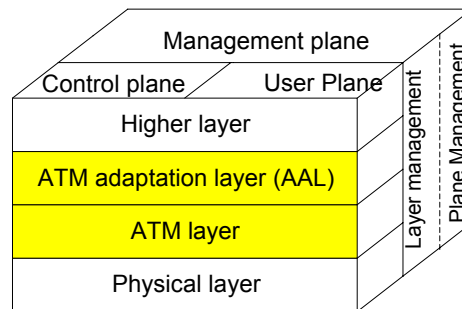 Management plane
Control plane
User Plane
Higher layer
ATM adaptation layer (AAL)
ATM layer
Physical layer
Layer management
Plane Management